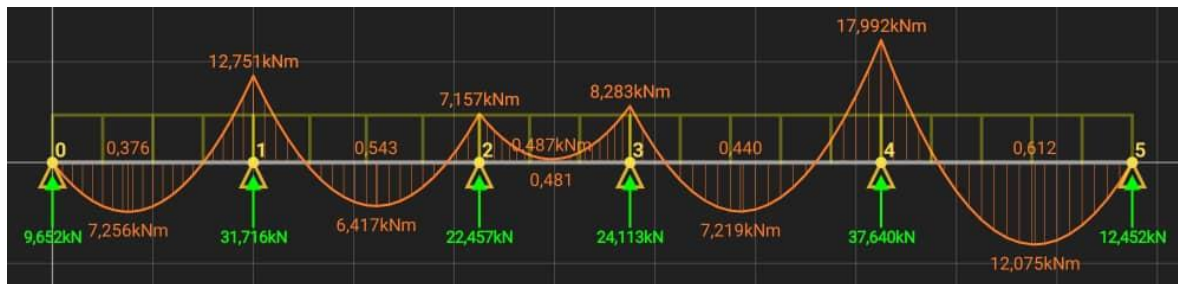 17,992kNm
12,751kNm
7,157kNm
8,283kNm
0 0,376 1 0,543 2 0,487kNm 3 0,440 4 0,612 5
0,481
9,652kN 7,256kNm 31,716kN 6,417kNm 22,457kN 24,113kN 7,219kNm 37,640kN 12,452kN
12,075kNm